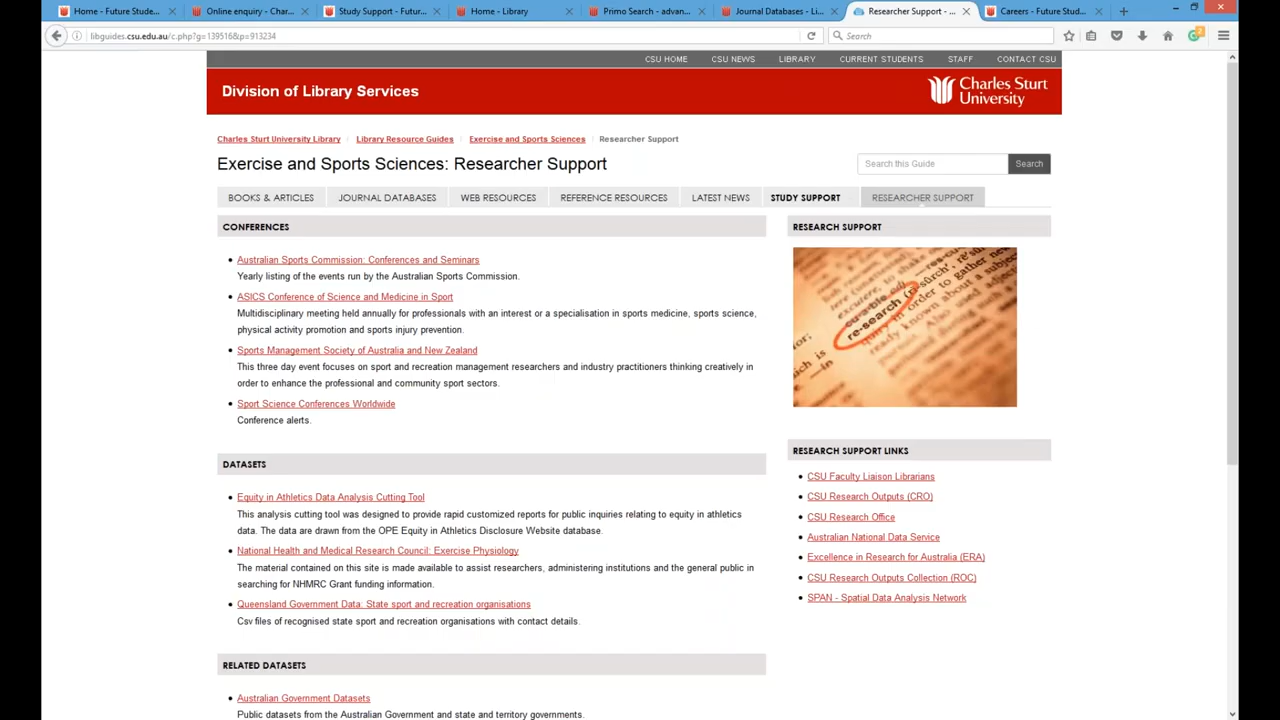 Home - Future Stude...
Online enquiry - Char...
Study Support - Futur...
Home - Library
Primo Search - advan...
Journal Databases - Li...
Researcher Support - ...
Careers - Future Stud...
libguides.csu.edu.au/c.php?g=139516&p=913234
Search
CSU HOME
CSU NEWS
LIBRARY
CURRENT STUDENTS
STAFF
CONTACT CSU
Division of Library Services
Charles Sturt
University
Charles Sturt University Library / Library Resource Guides / Exercise and Sports Sciences / Researcher Support
Exercise and Sports Sciences: Researcher Support
Search this Guide
Search
BOOKS & ARTICLES
JOURNAL DATABASES
WEB RESOURCES
REFERENCE RESOURCES
LATEST NEWS
STUDY SUPPORT
RESEARCHER SUPPORT
CONFERENCES
Australian Sports Commission: Conferences and Seminars
Yearly listing of the events run by the Australian Sports Commission.
ASICS Conference of Science and Medicine in Sport
Multidisciplinary meeting held annually for professionals with an interest or a specialisation in sports medicine, sports science,
physical activity promotion and sports injury prevention.
Sports Management Society of Australia and New Zealand
This three day event focuses on sport and recreation management researchers and industry practitioners thinking creatively in
order to enhance the professional and community sport sectors.
Sport Science Conferences Worldwide
Conference alerts.
DATASETS
Equity in Athletics Data Analysis Cutting Tool
This analysis cutting tool was designed to provide rapid customized reports for public inquiries relating to equity in athletics
data. The data are drawn from the OPE Equity in Athletics Disclosure Website database.
National Health and Medical Research Council: Exercise Physiology
The material contained on this site is made available to assist researchers, administering institutions and the general public in
searching for NHMRC Grant funding information.
Queensland Government Data: State sport and recreation organisations
Csv files of recognised state sport and recreation organisations with contact details.
RELATED DATASETS
Australian Government Datasets
Public datasets from the Australian Government and state and territory governments.
RESEARCH SUPPORT
re·search
RESEARCH SUPPORT LINKS
CSU Faculty Liaison Librarians
CSU Research Outputs (CRO)
CSU Research Office
Australian National Data Service
Excellence in Research for Australia (ERA)
CSU Research Outputs Collection (ROC)
SPAN - Spatial Data Analysis Network